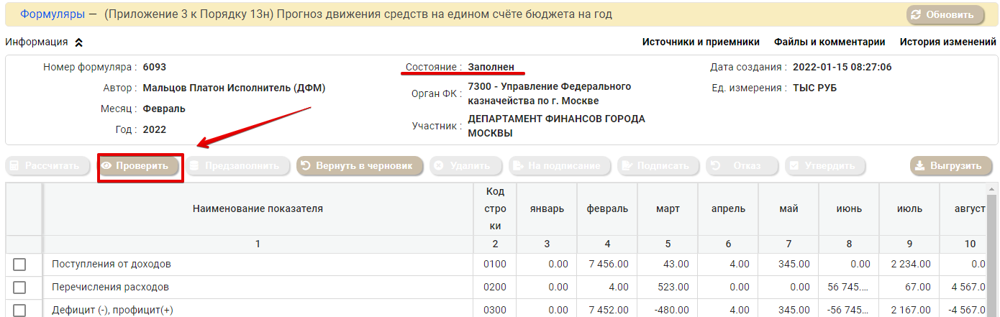 Формуляры — (Приложение 3 к Порядку 13н) Прогноз движения средств на едином счёте бюджета на год
Обновить
Информация
Источники и приемники Файлы и комментарии История изменений
Номер формуляра : 6093
Автор : Мальцов Платон Исполнитель (ДФМ)
Месяц : Февраль
Год : 2022
Состояние : Заполнен
Орган ФК : 7300 - Управление Федерального
казначейства по г. Москве
Участник : ДЕПАРТАМЕНТ ФИНАНСОВ ГОРОДА
МОСКВЫ
Дата создания : 2022-01-15 08:27:06
Ед. измерения : ТЫС РУБ
Рассчитать Проверить Предзаполнить Вернуть в черновик Удалить На подписание Подписать Отказ Утвердить Выгрузить
Наименование показателя
Код
стро
ки
январь февраль март апрель май июнь июль август
1 2 3 4 5 6 7 8 9 10
Поступления от доходов 0100 0.00 7 456.00 43.00 4.00 345.00 0.00 2 234.00 0.0
Перечисления расходов 0200 0.00 4.00 523.00 0.00 0.00 56 745.... 67.00 4 567.0
Дефицит (-), профицит(+) 0300 0.00 7 452.00 -480.00 4.00 345.00 -56 745... 2 167.00 -4 567.0